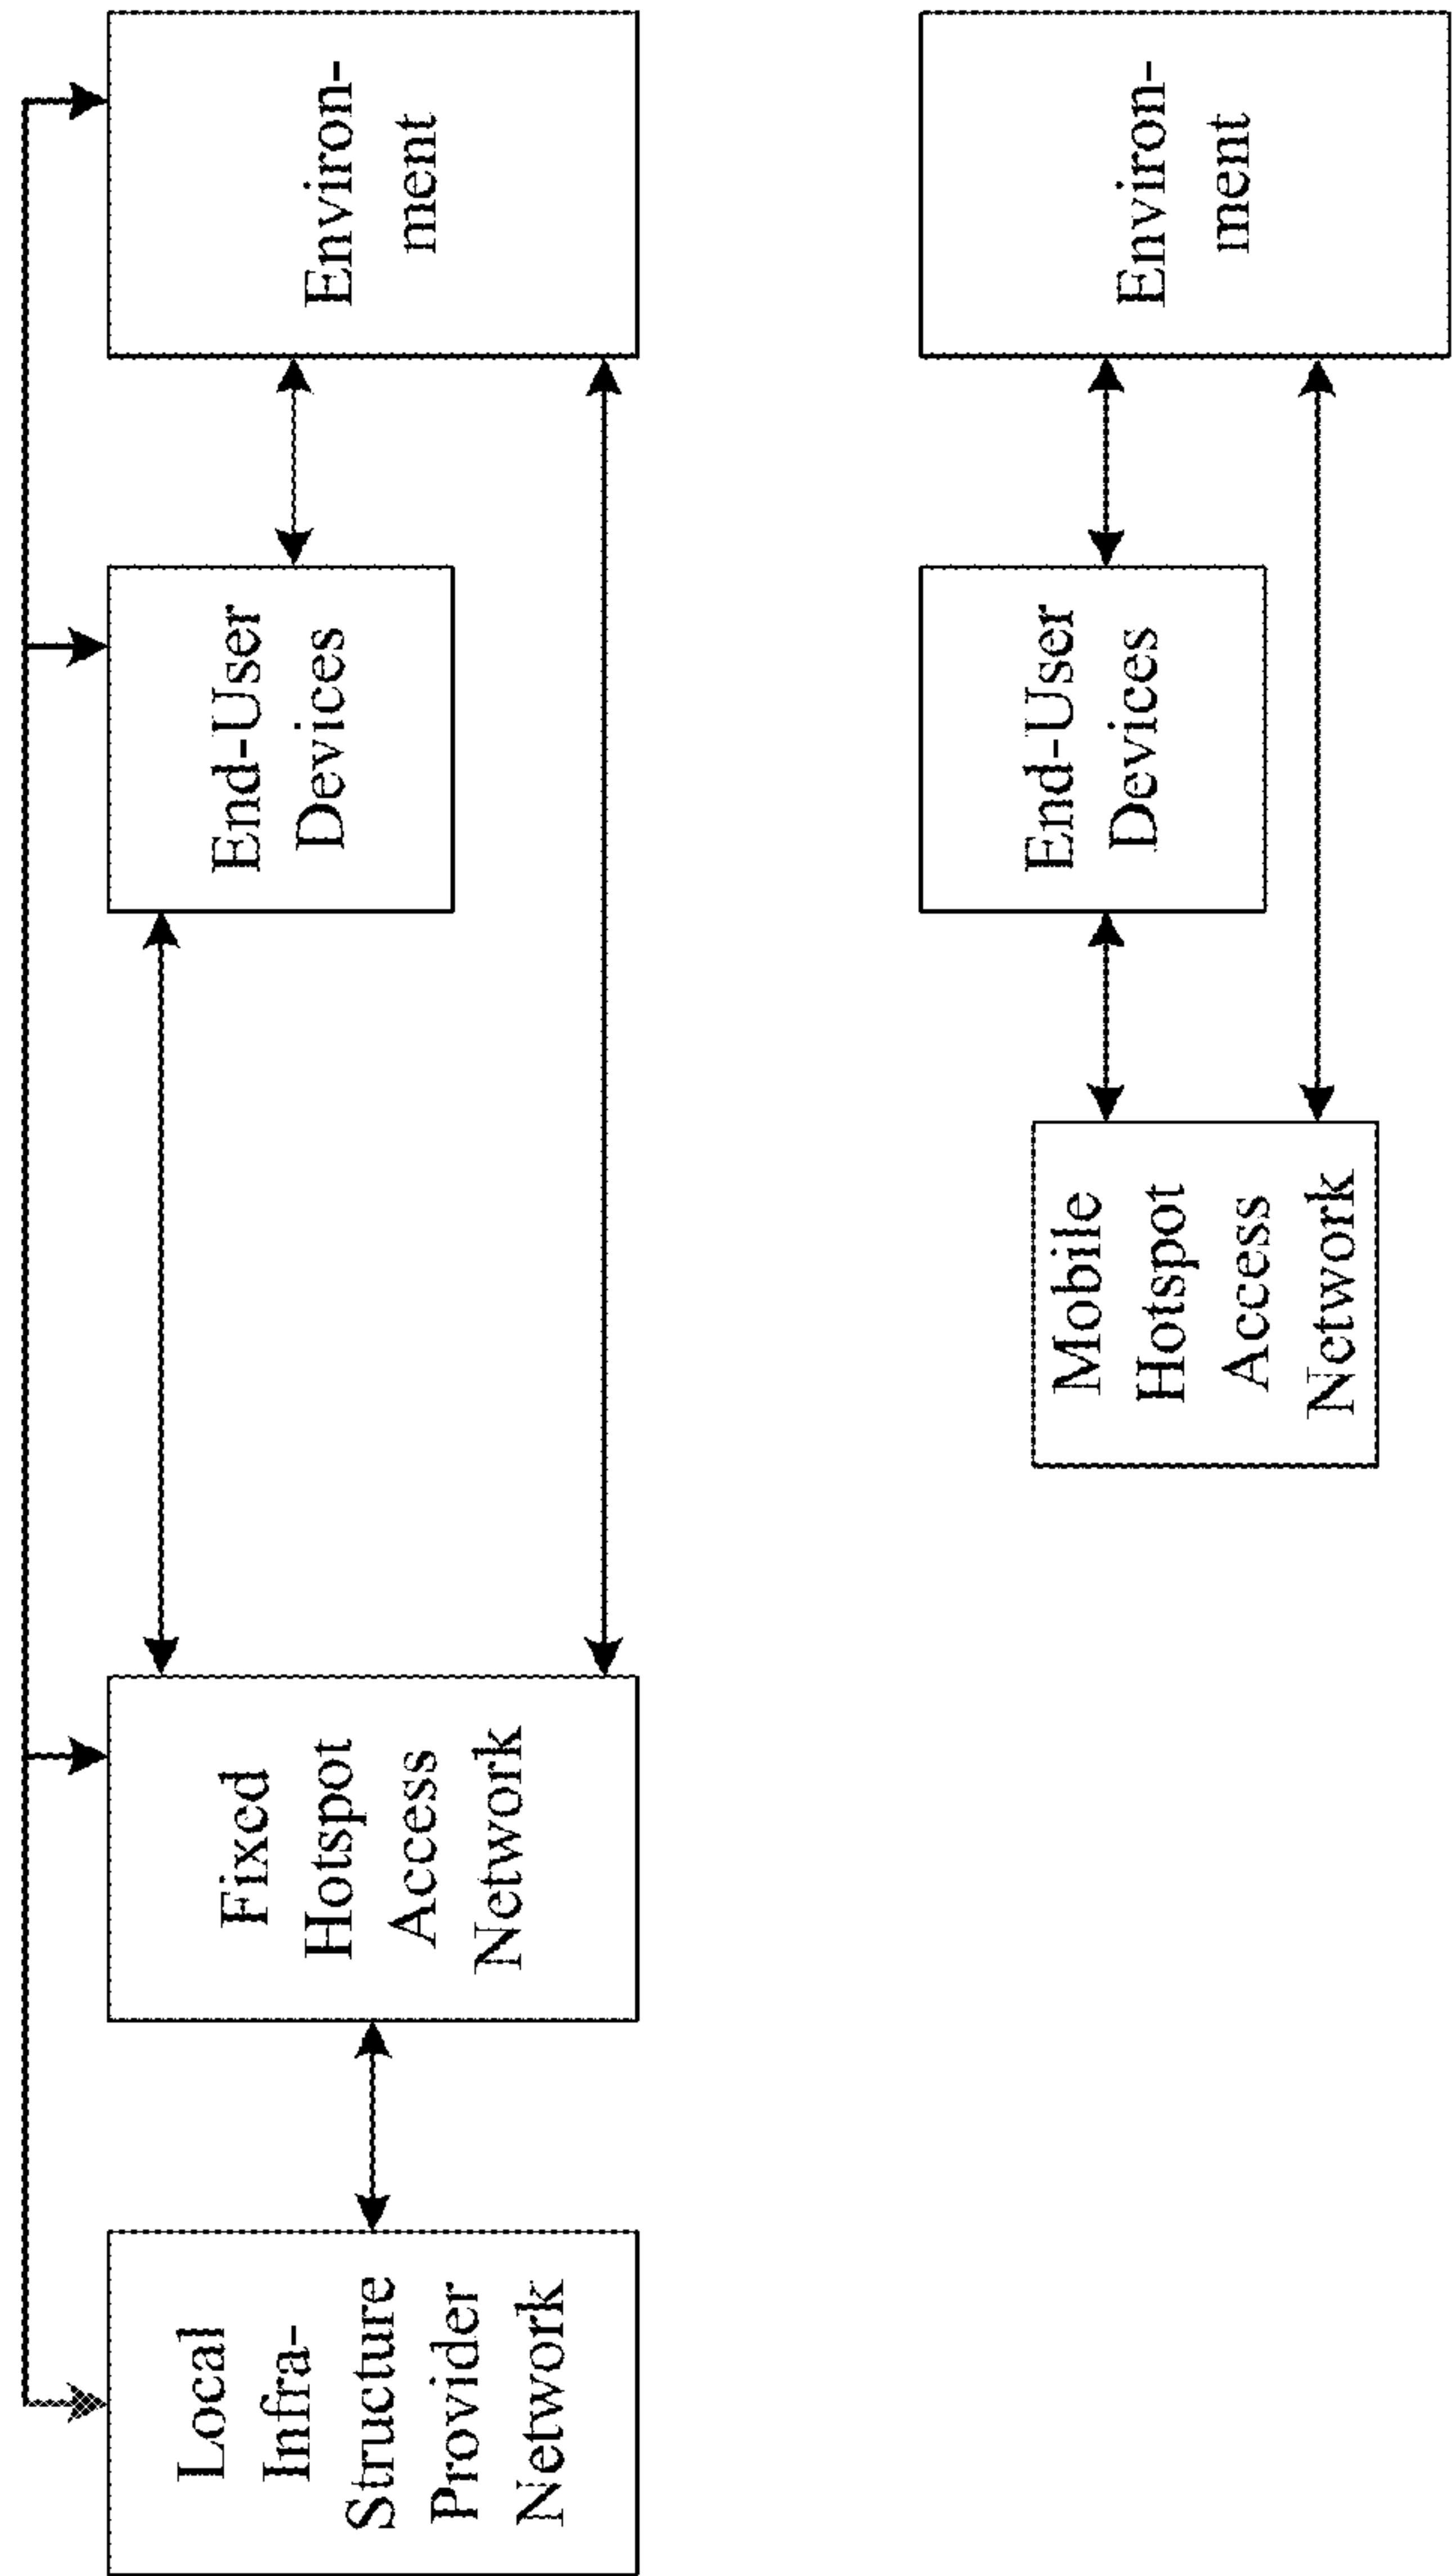 Local
Infra-
Structure
Provider
Network
Fixed
Hotspot
Access
Network
End-User
Devices
Environ-
ment
Mobile
Hotspot
Access
Network
End-User
Devices
Environ-
ment